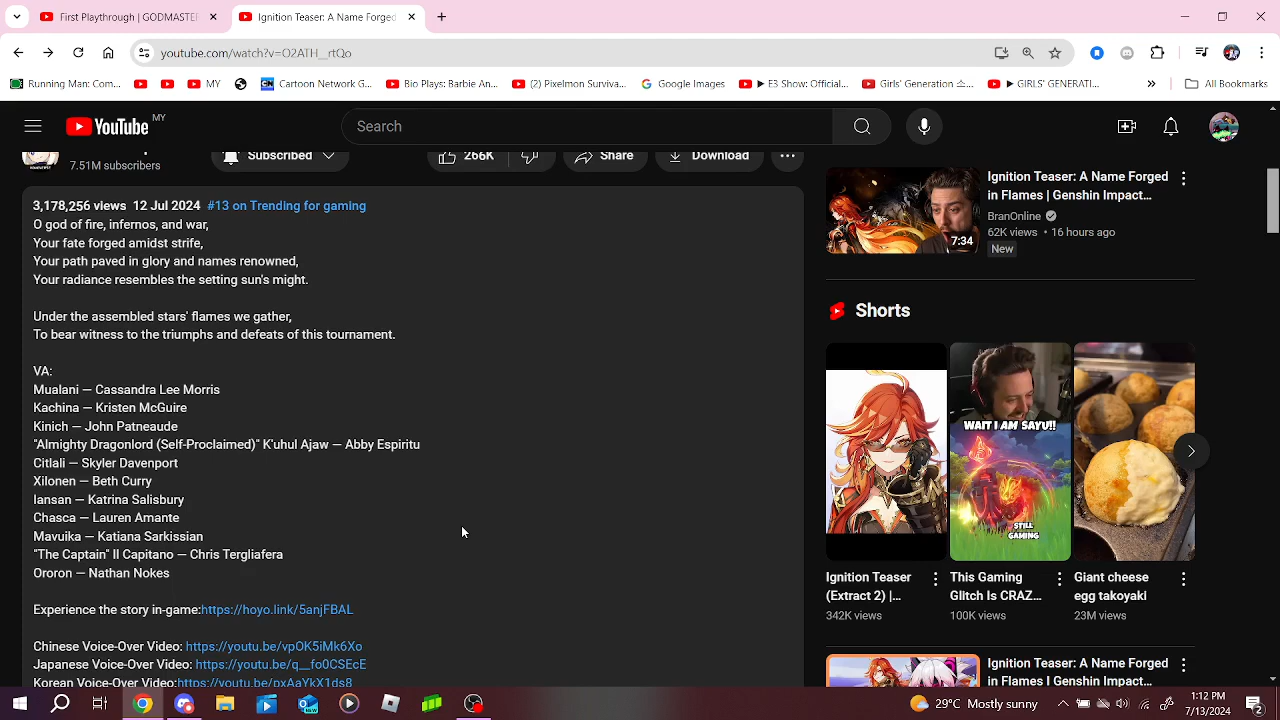 First Playthrough | GODMASTER
Ignition Teaser: A Name Forged
youtube.com/watch?v=O2ATH__rtQo
Running Man: Com...
MY
Cartoon Network G...
Bio Plays: Barbie An...
(2) Pixelmon Surviva...
Google Images
► E3 Show: Official...
Girls' Generation 소...
► GIRLS' GENERATI...
All Bookmarks
YouTube MY
Search
7.51M subscribers
Subscribed
266K
Share
Download
3,178,256 views 12 Jul 2024 #13 on Trending for gaming
O god of fire, infernos, and war,
Your fate forged amidst strife,
Your path paved in glory and names renowned,
Your radiance resembles the setting sun's might.
Under the assembled stars' flames we gather,
To bear witness to the triumphs and defeats of this tournament.
VA:
Mualani — Cassandra Lee Morris
Kachina — Kristen McGuire
Kinich — John Patneaude
"Almighty Dragonlord (Self-Proclaimed)" K'uhul Ajaw — Abby Espiritu
Citlali — Skyler Davenport
Xilonen — Beth Curry
Iansan — Katrina Salisbury
Chasca — Lauren Amante
Mavuika — Katiana Sarkissian
"The Captain" Il Capitano — Chris Tergliafera
Ororon — Nathan Nokes
Experience the story in-game:https://hoyo.link/5anjFBAL
Chinese Voice-Over Video: https://youtu.be/vpOK5iMk6Xo
Japanese Voice-Over Video: https://youtu.be/q__fo0CSEcE
Korean Voice-Over Video:https://youtu.be/pxAaYkX1ds8
7:34
Ignition Teaser: A Name Forged
in Flames | Genshin Impact...
BranOnline
62K views • 16 hours ago
New
Shorts
WAIT I AM SAYU!!
STILL
GAMING
Ignition Teaser
(Extract 2) |...
342K views
This Gaming
Glitch Is CRAZ...
100K views
Giant cheese
egg takoyaki
23M views
Ignition Teaser: A Name Forged
in Flames | Genshin Impact...
NEW
29°C Mostly sunny
1:12 PM
7/13/2024
2